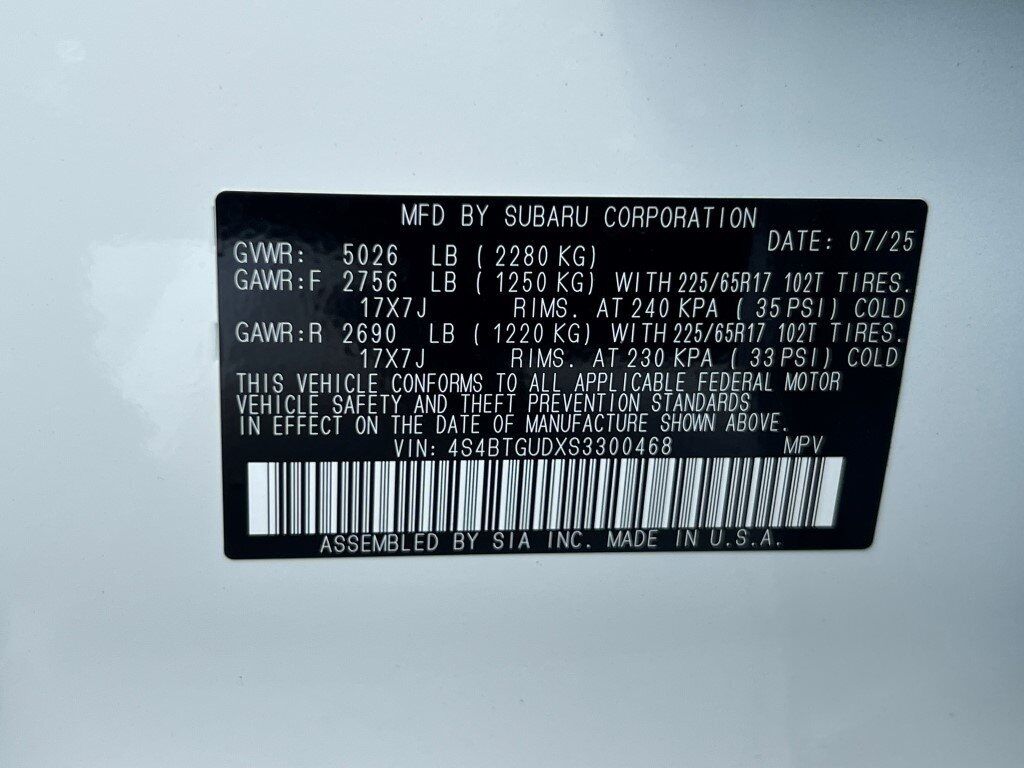 MFD BY SUBARU CORPORATION
DATE: 07/25
GVWR: 5026 LB ( 2280 KG)
GAWR:F 2756 LB ( 1250 KG) WITH 225/65R17 102T TIRES.
17X7J RIMS. AT 240 KPA ( 35 PSI) COLD
GAWR:R 2690 LB ( 1220 KG) WITH 225/65R17 102T TIRES.
17X7J RIMS. AT 230 KPA ( 33 PSI) COLD
THIS VEHICLE CONFORMS TO ALL APPLICABLE FEDERAL MOTOR
VEHICLE SAFETY AND THEFT PREVENTION STANDARDS
IN EFFECT ON THE DATE OF MANUFACTURE SHOWN ABOVE.
VIN: 4S4BTGUDXS3300468 MPV
ASSEMBLED BY SIA INC. MADE IN U.S.A.